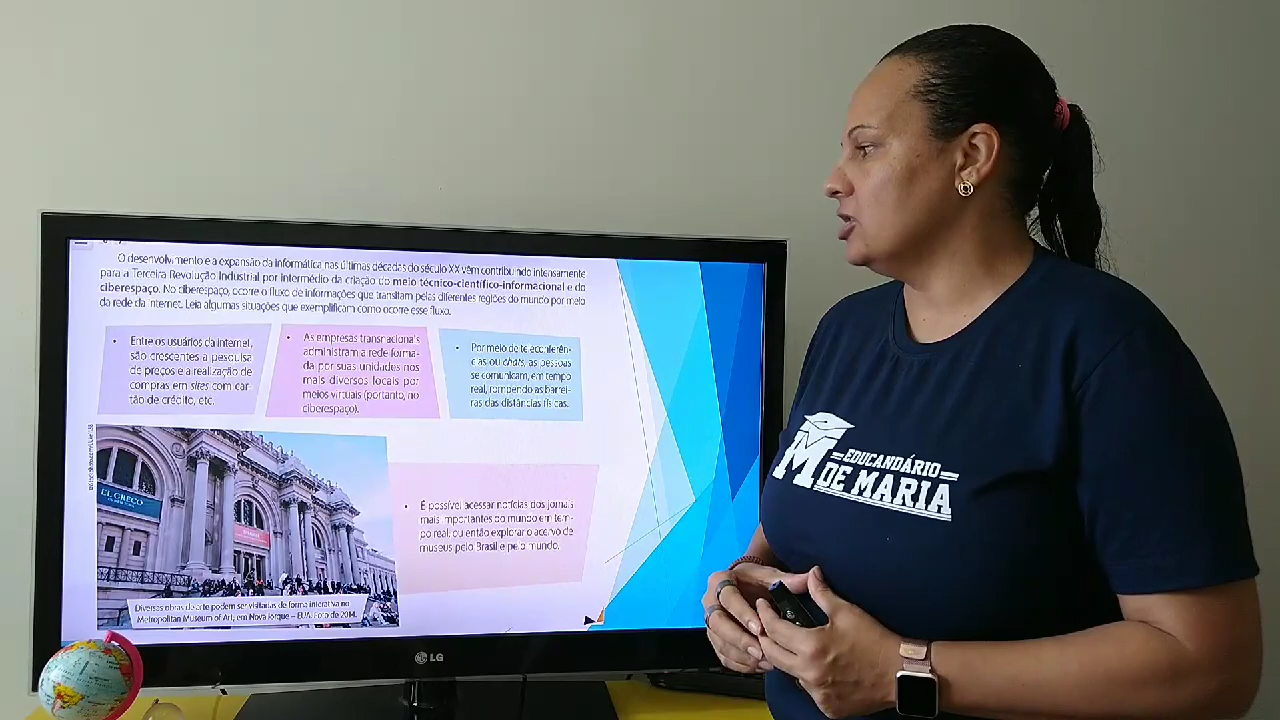 O desenvolvimento e a expansão da informática nas últimas décadas do século XX vêm contribuindo intensamente
para a Terceira Revolução Industrial por intermédio da criação do meio técnico-científico-informacional e do
ciberespaço. No ciberespaço, ocorre o fluxo de informações que transitam pelas diferentes regiões do mundo por meio
da rede da internet. Leia algumas situações que exemplificam como ocorre esse fluxo.
• Entre os usuários da internet,
são crescentes a pesquisa
de preços e a realização de
compras em sites com car-
tão de crédito, etc.
• As empresas transnacionais
administram a rede forma-
da por suas unidades nos
mais diversos locais por
meios virtuais (portanto, no
ciberespaço).
• Por meio de teleconferên-
cias ou chats, as pessoas
se comunicam, em tempo
real, rompendo as barrei-
ras das distâncias físicas.
EL GRECO
• É possível acessar notícias dos jornais
mais importantes do mundo em tem-
po real, ou então explorar o acervo de
museus pelo Brasil e pelo mundo.
Diversas obras de arte podem ser visitadas de forma interativa no
Metropolitan Museum of Art, em Nova Iorque – EUA. Foto de 2014.
LG
M EDUCANDÁRIO
DE MARIA